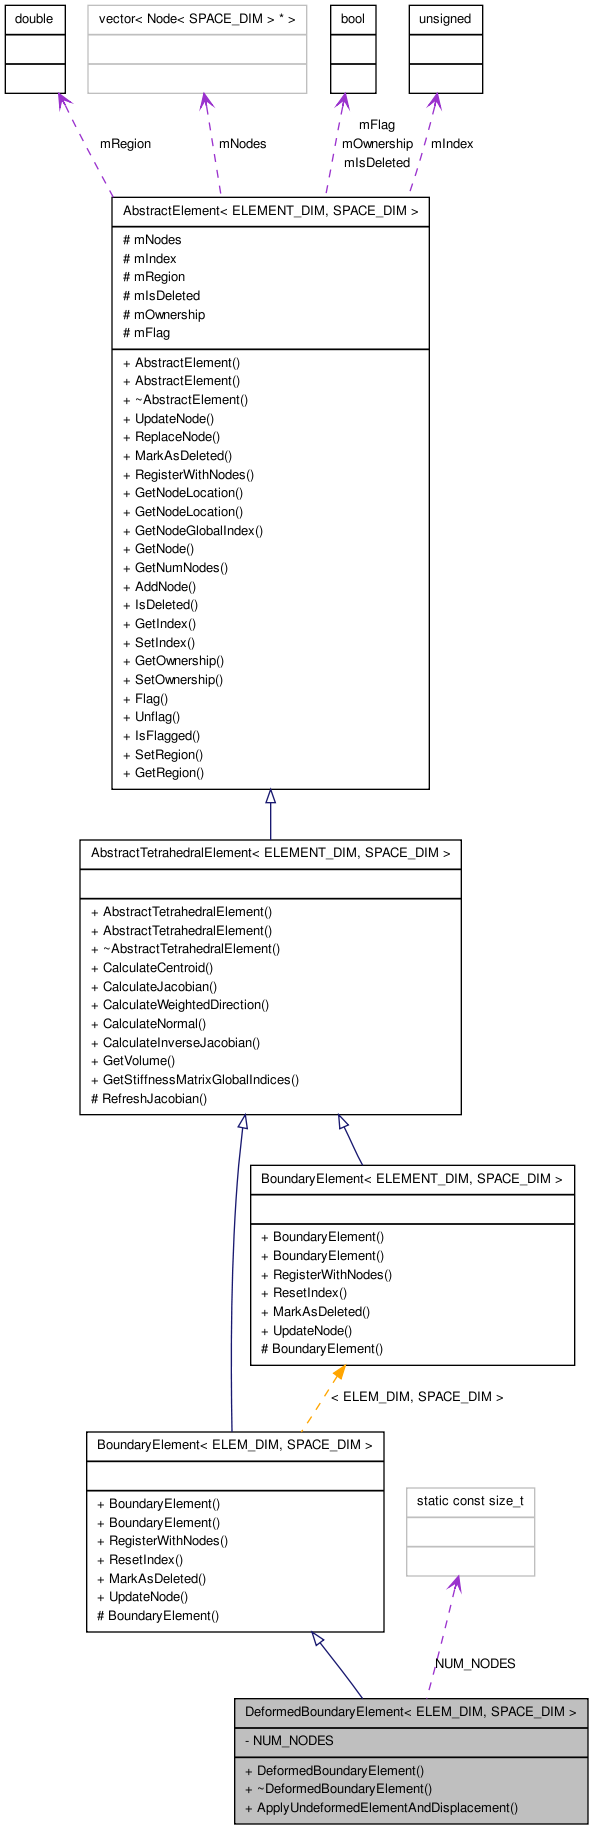 double
vector< Node< SPACE_DIM > * >
bool
unsigned
mRegion
mNodes
mFlag
mOwnership
mIsDeleted
mIndex
AbstractElement< ELEMENT_DIM, SPACE_DIM >
# mNodes
# mIndex
# mRegion
# mIsDeleted
# mOwnership
# mFlag
+ AbstractElement()
+ AbstractElement()
+ ~AbstractElement()
+ UpdateNode()
+ ReplaceNode()
+ MarkAsDeleted()
+ RegisterWithNodes()
+ GetNodeLocation()
+ GetNodeLocation()
+ GetNodeGlobalIndex()
+ GetNode()
+ GetNumNodes()
+ AddNode()
+ IsDeleted()
+ GetIndex()
+ SetIndex()
+ GetOwnership()
+ SetOwnership()
+ Flag()
+ Unflag()
+ IsFlagged()
+ SetRegion()
+ GetRegion()
AbstractTetrahedralElement< ELEMENT_DIM, SPACE_DIM >
+ AbstractTetrahedralElement()
+ AbstractTetrahedralElement()
+ ~AbstractTetrahedralElement()
+ CalculateCentroid()
+ CalculateJacobian()
+ CalculateWeightedDirection()
+ CalculateNormal()
+ CalculateInverseJacobian()
+ GetVolume()
+ GetStiffnessMatrixGlobalIndices()
# RefreshJacobian()
BoundaryElement< ELEMENT_DIM, SPACE_DIM >
+ BoundaryElement()
+ BoundaryElement()
+ RegisterWithNodes()
+ ResetIndex()
+ MarkAsDeleted()
+ UpdateNode()
# BoundaryElement()
< ELEM_DIM, SPACE_DIM >
BoundaryElement< ELEM_DIM, SPACE_DIM >
+ BoundaryElement()
+ BoundaryElement()
+ RegisterWithNodes()
+ ResetIndex()
+ MarkAsDeleted()
+ UpdateNode()
# BoundaryElement()
static const size_t
NUM_NODES
DeformedBoundaryElement< ELEM_DIM, SPACE_DIM >
- NUM_NODES
+ DeformedBoundaryElement()
+ ~DeformedBoundaryElement()
+ ApplyUndeformedElementAndDisplacement()